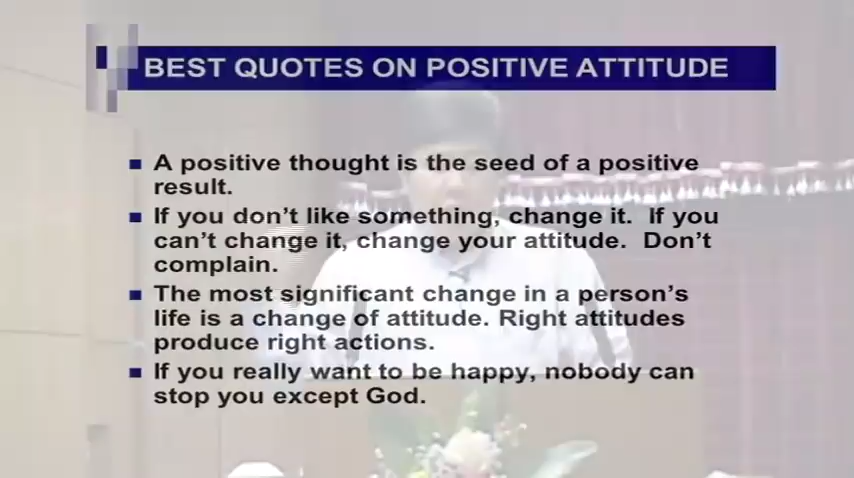 BEST QUOTES ON POSITIVE ATTITUDE
A positive thought is the seed of a positive
result.
If you don't like something, change it.  If you
can't change it, change your attitude.  Don't
complain.
The most significant change in a person's
life is a change of attitude. Right attitudes
produce right actions.
If you really want to be happy, nobody can
stop you except God.